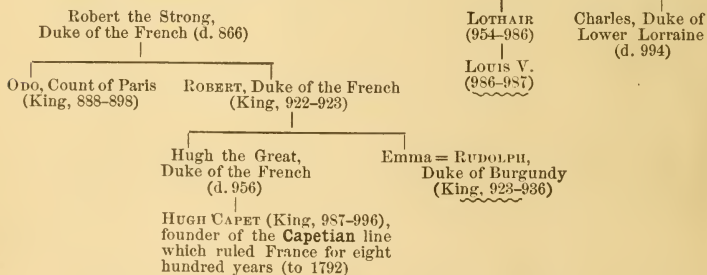 Robert the Strong,
Duke of the French (d. 866)
LOTHAIR
(954–986)
Charles, Duke of
Lower Lorraine
(d. 994)
LOUIS V.
(986–987)
ODO, Count of Paris
(King, 888–898)
ROBERT, Duke of the French
(King, 922–923)
Hugh the Great,
Duke of the French
(d. 956)
Emma = RUDOLPH,
Duke of Burgundy
(King, 923–936)
HUGH CAPET (King, 987–996),
founder of the Capetian line
which ruled France for eight
hundred years (to 1792)